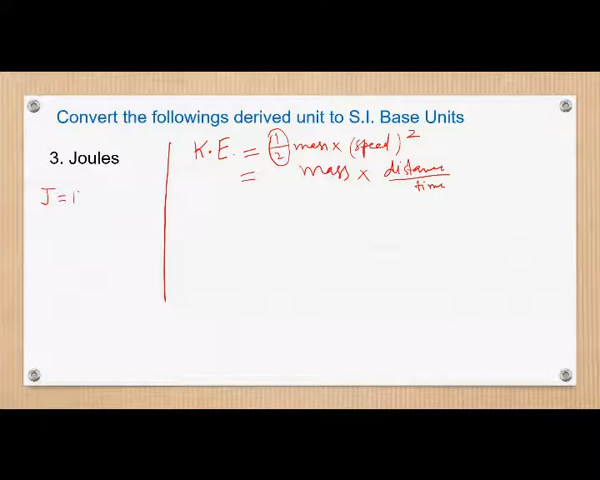 Convert the followings derived unit to S.I. Base Units
3. Joules
J =
K.E. = 1/2 mass x (speed)^2
= mass x distance/time